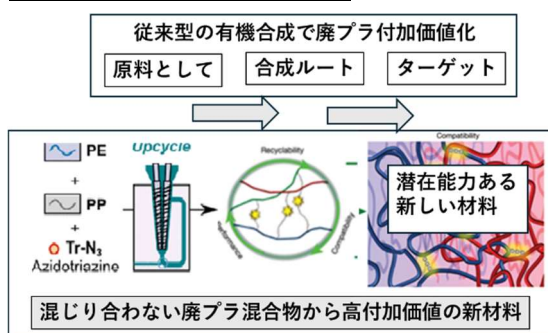 従来型の有機合成で廃プラ付加価値化
原料として
合成ルート
ターゲット
PE
+
PP
+
Tr-N₃
Azidotriazine
Upcycle
Recyclability
Compatibility
Compatibility
潜在能力ある
新しい材料
混じり合わない廃プラ混合物から高付加価値の新材料